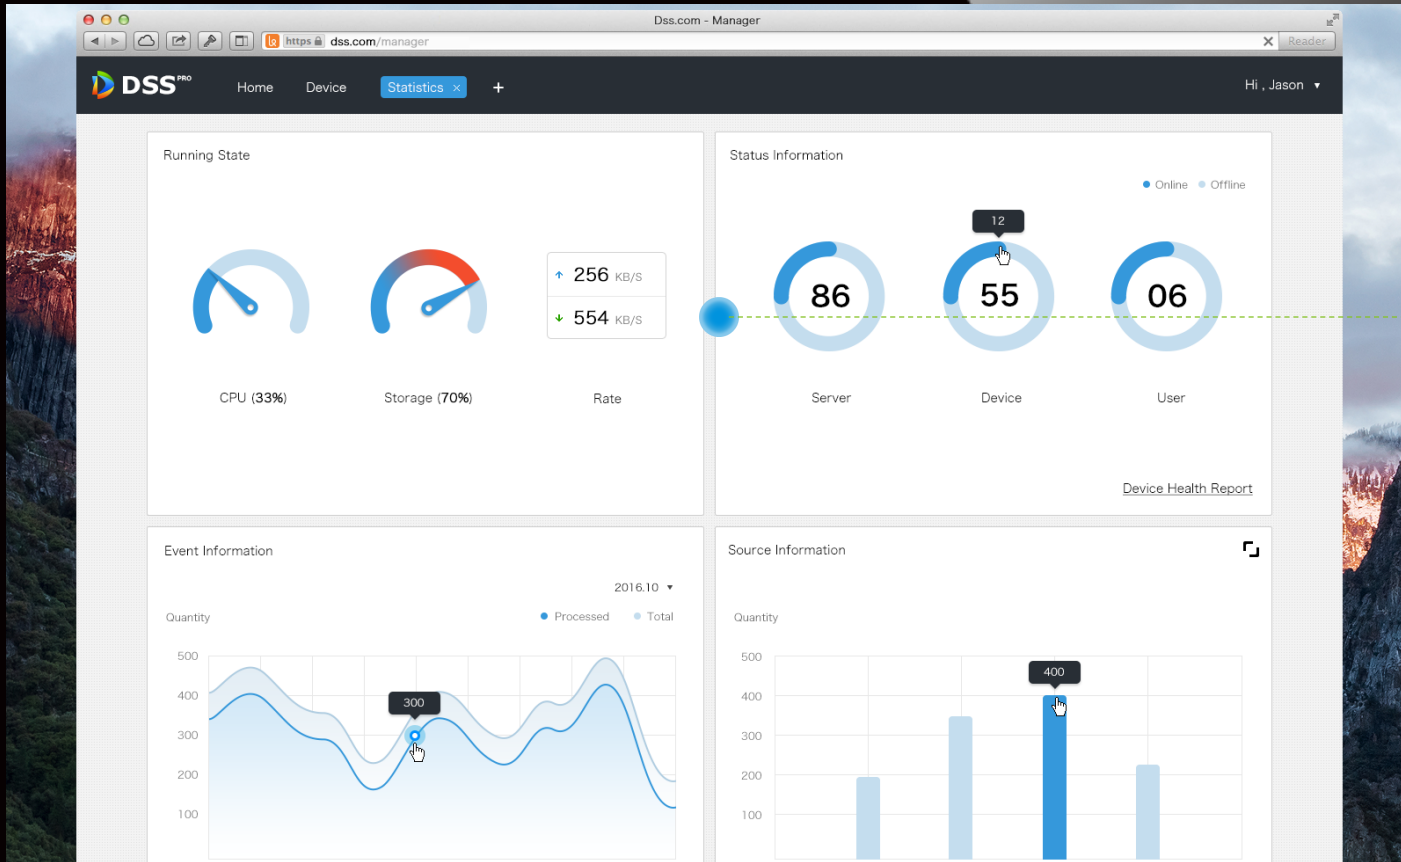 Dss.com - Manager
https dss.com/manager
Reader
DSS PRO
Home Device Statistics × +
Hi , Jason
Running State
CPU (33%)
Storage (70%)
256 KB/S
554 KB/S
Rate
Status Information
Online Offline
12
86 55 06
Server Device User
Device Health Report
Event Information
2016.10
Quantity
Processed Total
500
400
300
200
100
300
Source Information
Quantity
500
400
300
200
100
400